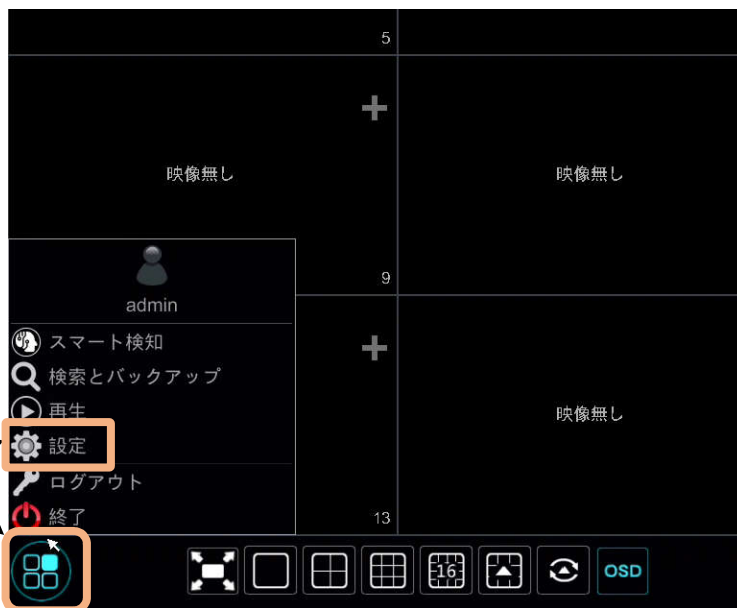 5
映像無し
映像無し
admin
9
スマート検知
検索とバックアップ
再生
映像無し
設定
ログアウト
終了
13
16
OSD